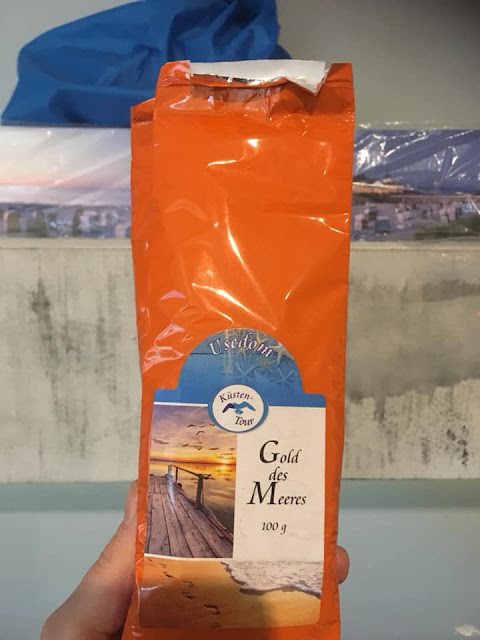 Usedom
Küsten-
Tour
Gold
des
Meeres
100 g